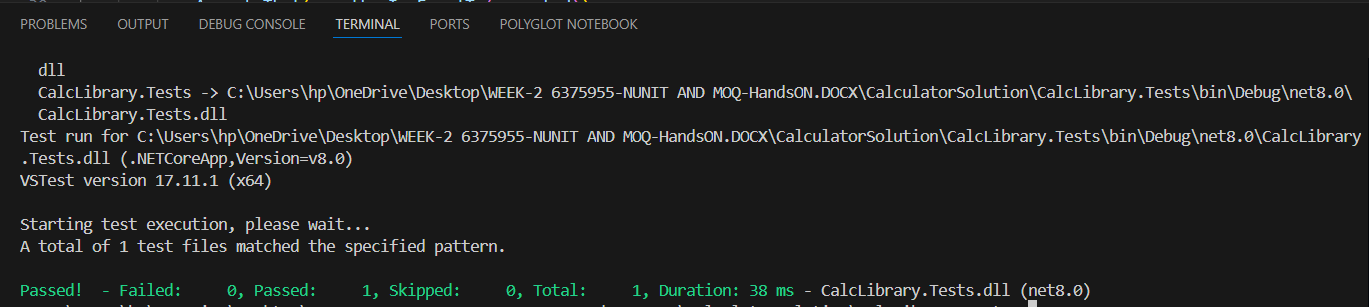 PROBLEMS OUTPUT DEBUG CONSOLE TERMINAL PORTS POLYGLOT NOTEBOOK
dll
CalcLibrary.Tests -> C:\Users\hp\OneDrive\Desktop\WEEK-2 6375955-NUNIT AND MOQ-HandsON.DOCX\CalculatorSolution\CalcLibrary.Tests\bin\Debug\net8.0\
CalcLibrary.Tests.dll
Test run for C:\Users\hp\OneDrive\Desktop\WEEK-2 6375955-NUNIT AND MOQ-HandsON.DOCX\CalculatorSolution\CalcLibrary.Tests\bin\Debug\net8.0\CalcLibrary
.Tests.dll (.NETCoreApp,Version=v8.0)
VSTest version 17.11.1 (x64)
Starting test execution, please wait...
A total of 1 test files matched the specified pattern.
Passed!  - Failed:     0, Passed:     1, Skipped:     0, Total:     1, Duration: 38 ms - CalcLibrary.Tests.dll (net8.0)